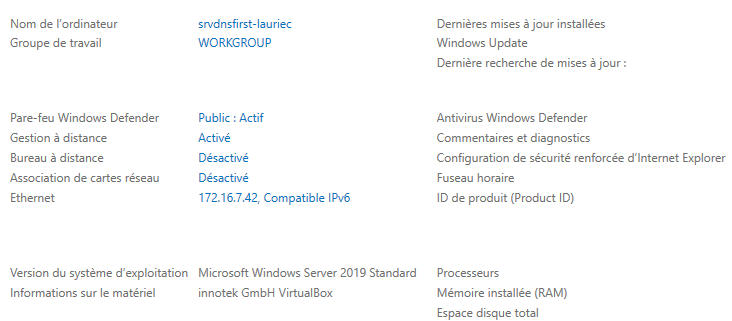 Nom de l’ordinateur srvdnsfirst-lauriec Dernières mises à jour installées
Groupe de travail WORKGROUP Windows Update
Dernière recherche de mises à jour :
Pare-feu Windows Defender Public : Actif Antivirus Windows Defender
Gestion à distance Activé Commentaires et diagnostics
Bureau à distance Désactivé Configuration de sécurité renforcée d’Internet Explorer
Association de cartes réseau Désactivé Fuseau horaire
Ethernet 172.16.7.42, Compatible IPv6 ID de produit (Product ID)
Version du système d’exploitation Microsoft Windows Server 2019 Standard Processeurs
Informations sur le matériel innotek GmbH VirtualBox Mémoire installée (RAM)
Espace disque total